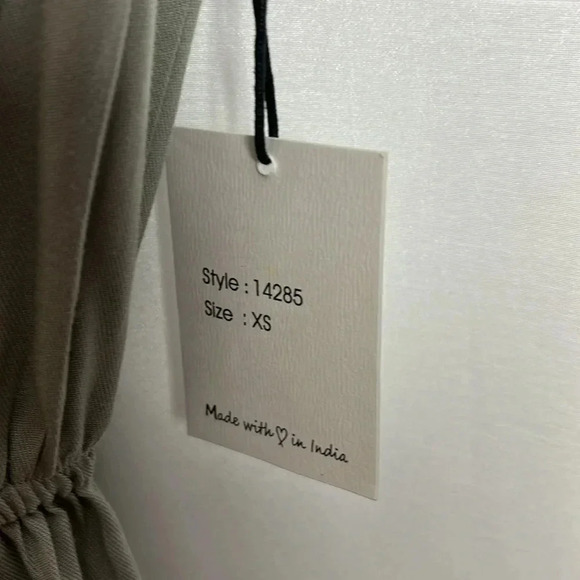 Style : 14285
Size : XS
Made with ♡ in India